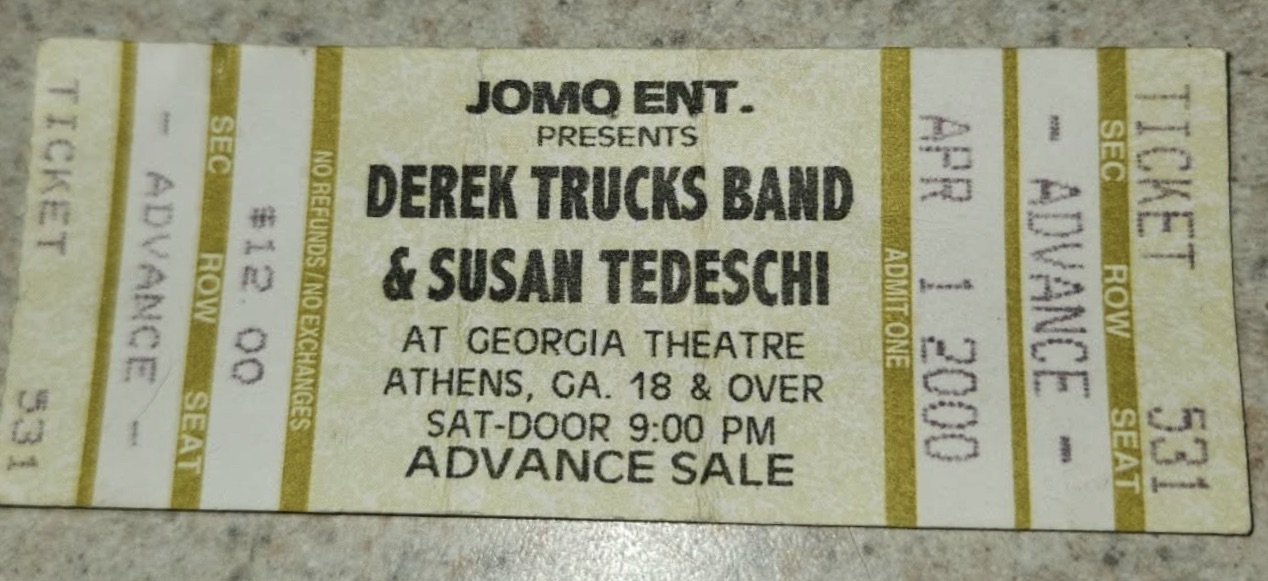 TICKET 531
- ADVANCE -
SEC ROW SEAT
$12.00
NO REFUNDS / NO EXCHANGES
JOMO ENT.
PRESENTS
DEREK TRUCKS BAND
& SUSAN TEDESCHI
AT GEORGIA THEATRE
ATHENS, GA. 18 & OVER
SAT-DOOR 9:00 PM
ADVANCE SALE
ADMIT ONE
APR 1 2000
- ADVANCE -
SEC ROW SEAT
TICKET 531